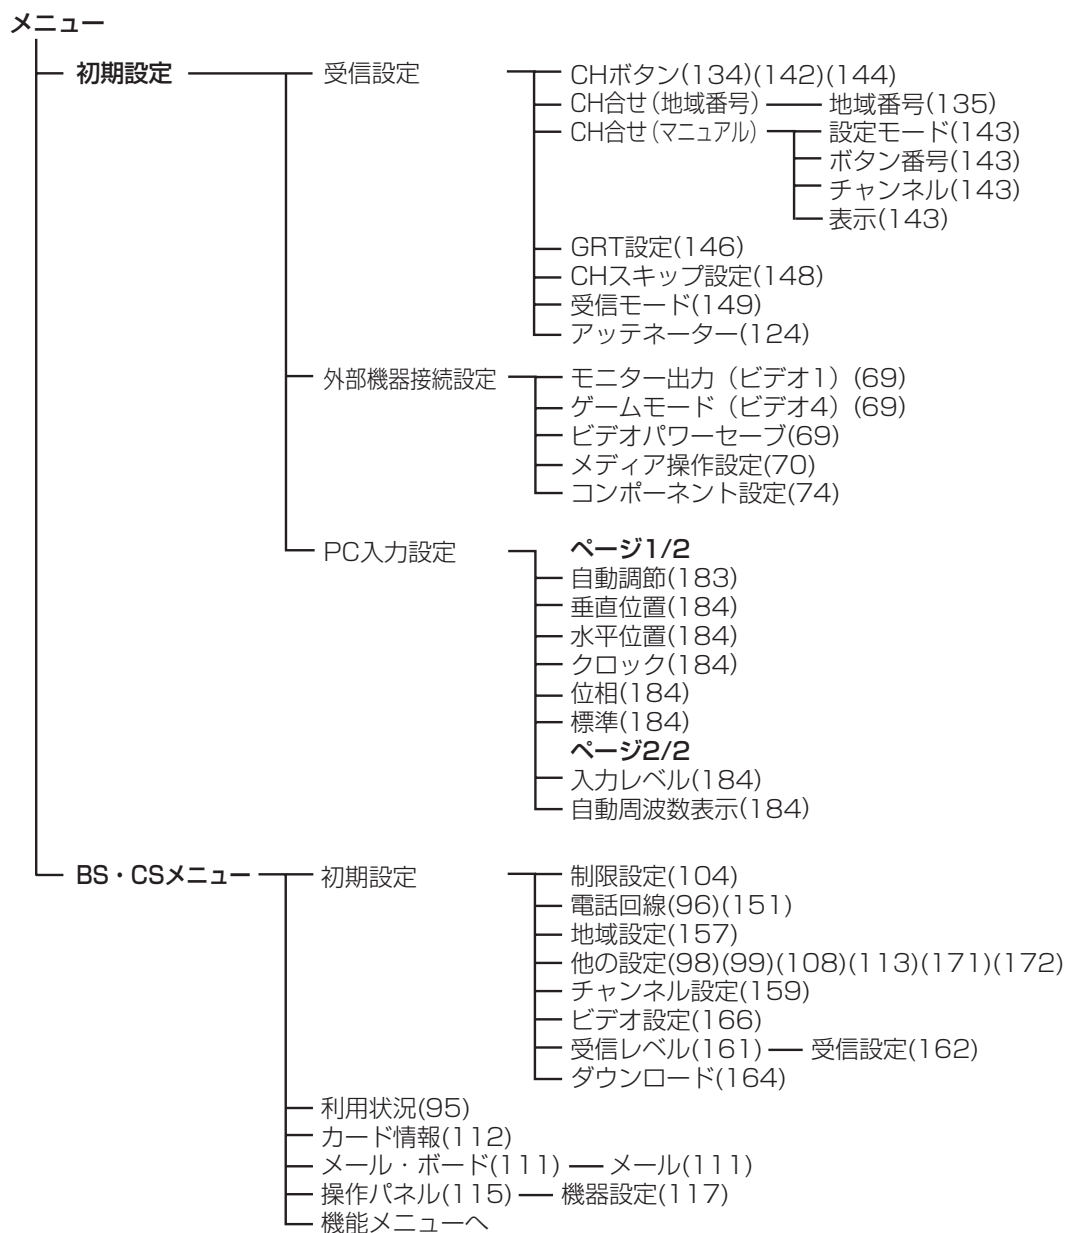 メニュー
初期設定
受信設定
CHボタン(134)(142)(144)
CH合せ(地域番号)
地域番号(135)
CH合せ(マニュアル)
設定モード(143)
ボタン番号(143)
チャンネル(143)
表示(143)
GRT設定(146)
CHスキップ設定(148)
受信モード(149)
アッテネーター(124)
外部機器接続設定
モニター出力（ビデオ1）(69)
ゲームモード（ビデオ4）(69)
ビデオパワーセーブ(69)
メディア操作設定(70)
コンポーネント設定(74)
PC入力設定
ページ1/2
自動調節(183)
垂直位置(184)
水平位置(184)
クロック(184)
位相(184)
標準(184)
ページ2/2
入力レベル(184)
自動周波数表示(184)
BS・CSメニュー
初期設定
制限設定(104)
電話回線(96)(151)
地域設定(157)
他の設定(98)(99)(108)(113)(171)(172)
チャンネル設定(159)
ビデオ設定(166)
受信レベル(161)
受信設定(162)
ダウンロード(164)
利用状況(95)
カード情報(112)
メール・ボード(111)
メール(111)
操作パネル(115)
機器設定(117)
機能メニューへ